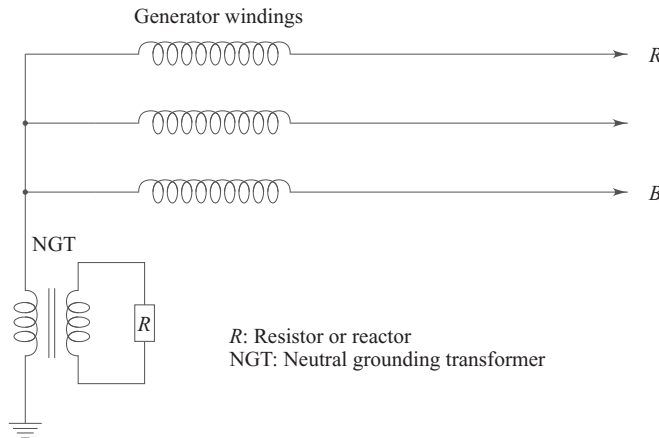 Generator windings
R
B
NGT
R
R: Resistor or reactor
NGT: Neutral grounding transformer